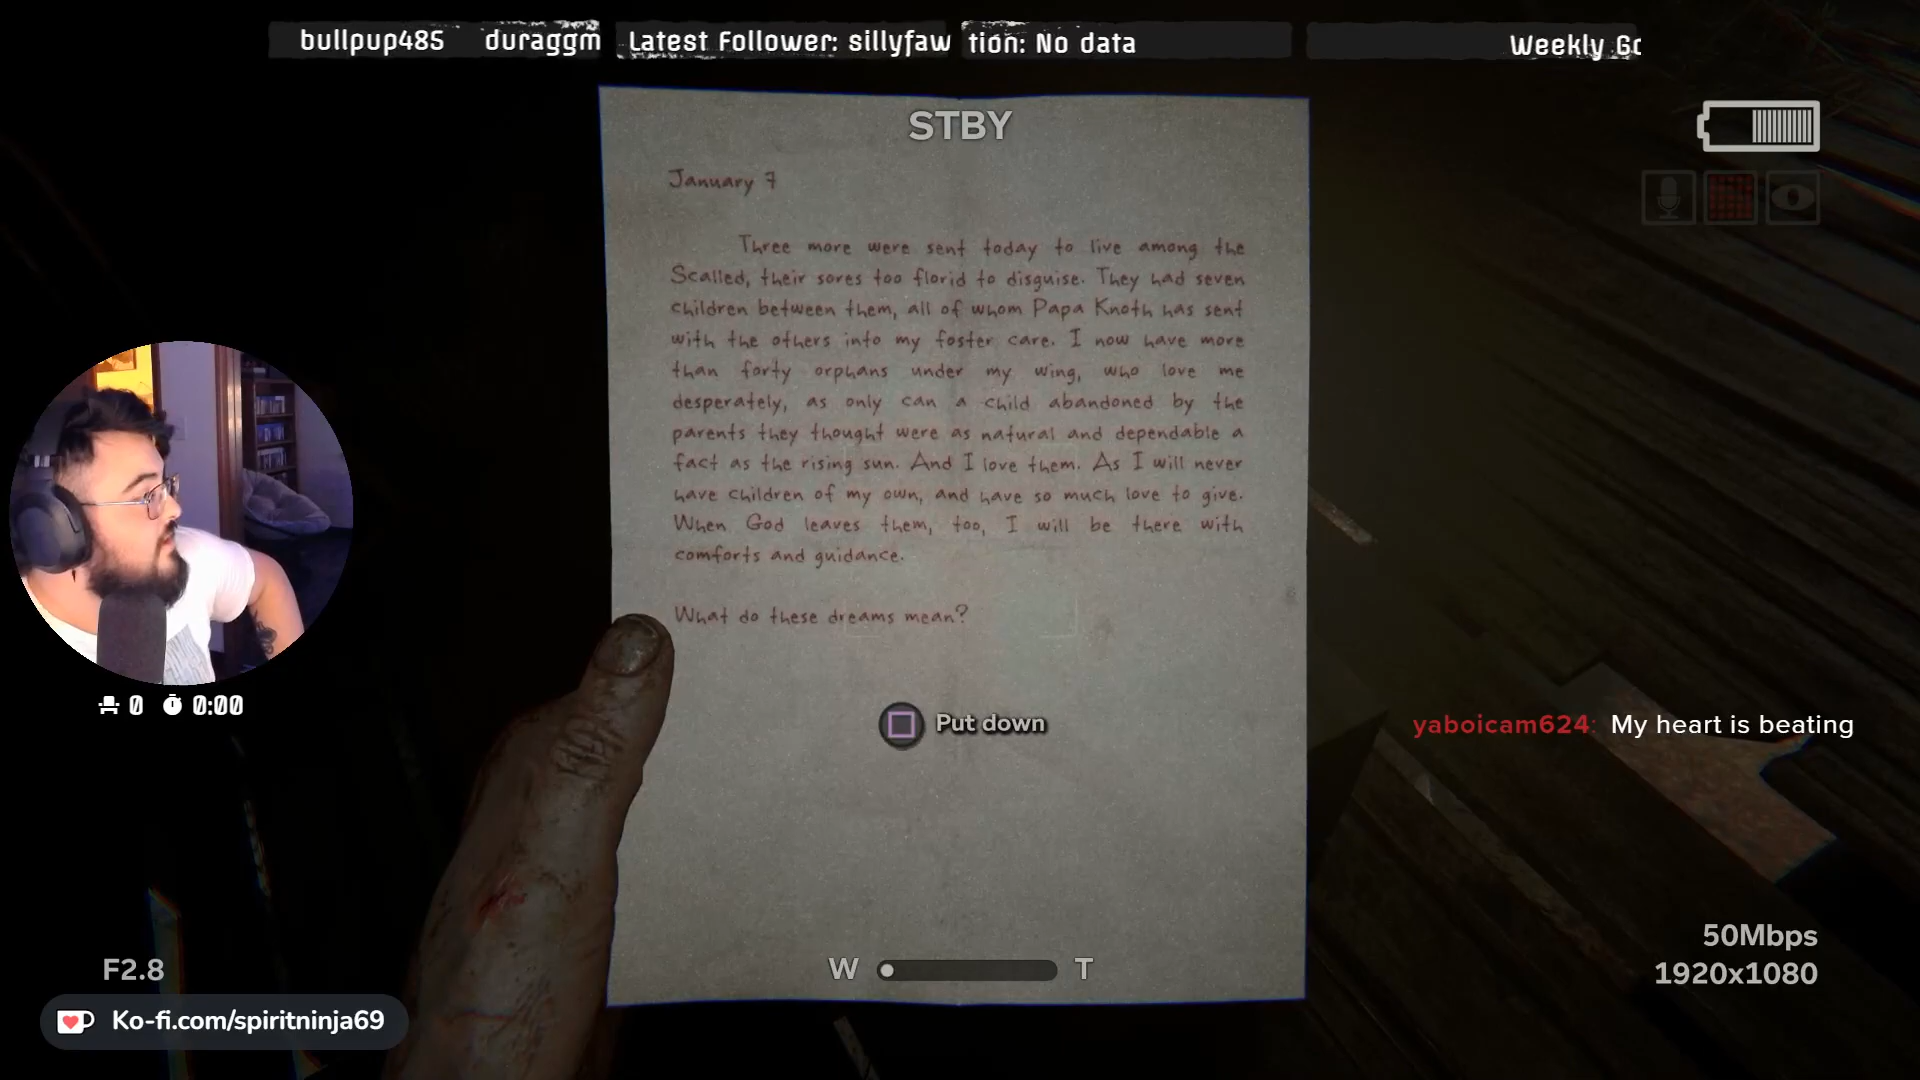 bullpup485 duraggm
Latest Follower: sillyfaw
tion: No data
Weekly Go
STBY
January 7
Three more were sent today to live among the
Scalled, their sores too florid to disguise. They had seven
children between them, all of whom Papa Knoth has sent
with the others into my foster care. I now have more
than forty orphans under my wing, who love me
desperately, as only can a child abandoned by the
parents they thought were as natural and dependable a
fact as the rising sun. And I love them. As I will never
have children of my own, and have so much love to give.
When God leaves them, too, I will be there with
comforts and guidance.
What do these dreams mean?
Put down
0 0:00
yaboicam624: My heart is beating
50Mbps
1920x1080
F2.8
W T
Ko-fi.com/spiritninja69